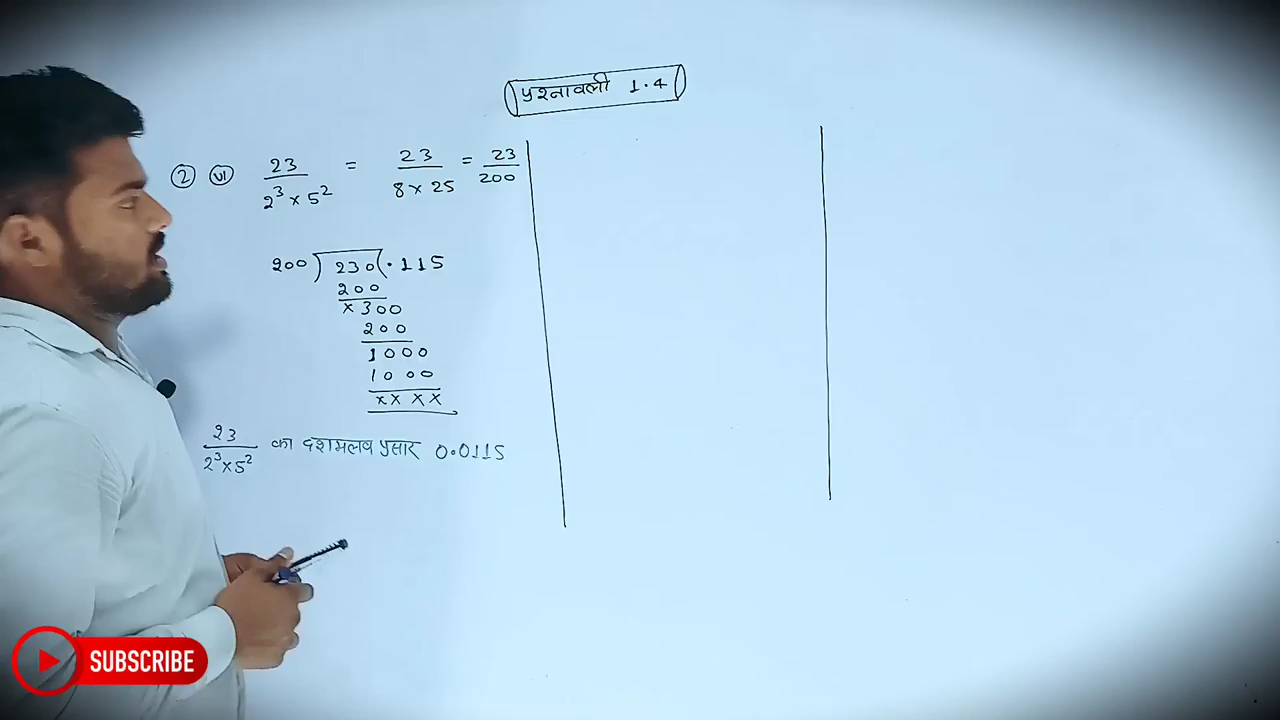 प्रश्नावली 1.4
2 vi 23/2³×5² = 23/8×25 = 23/200
200 ) 230 ( .115
200
×300
200
1000
1000
××××
23/2³×5² का दशमलव प्रसार 0.0115
SUBSCRIBE